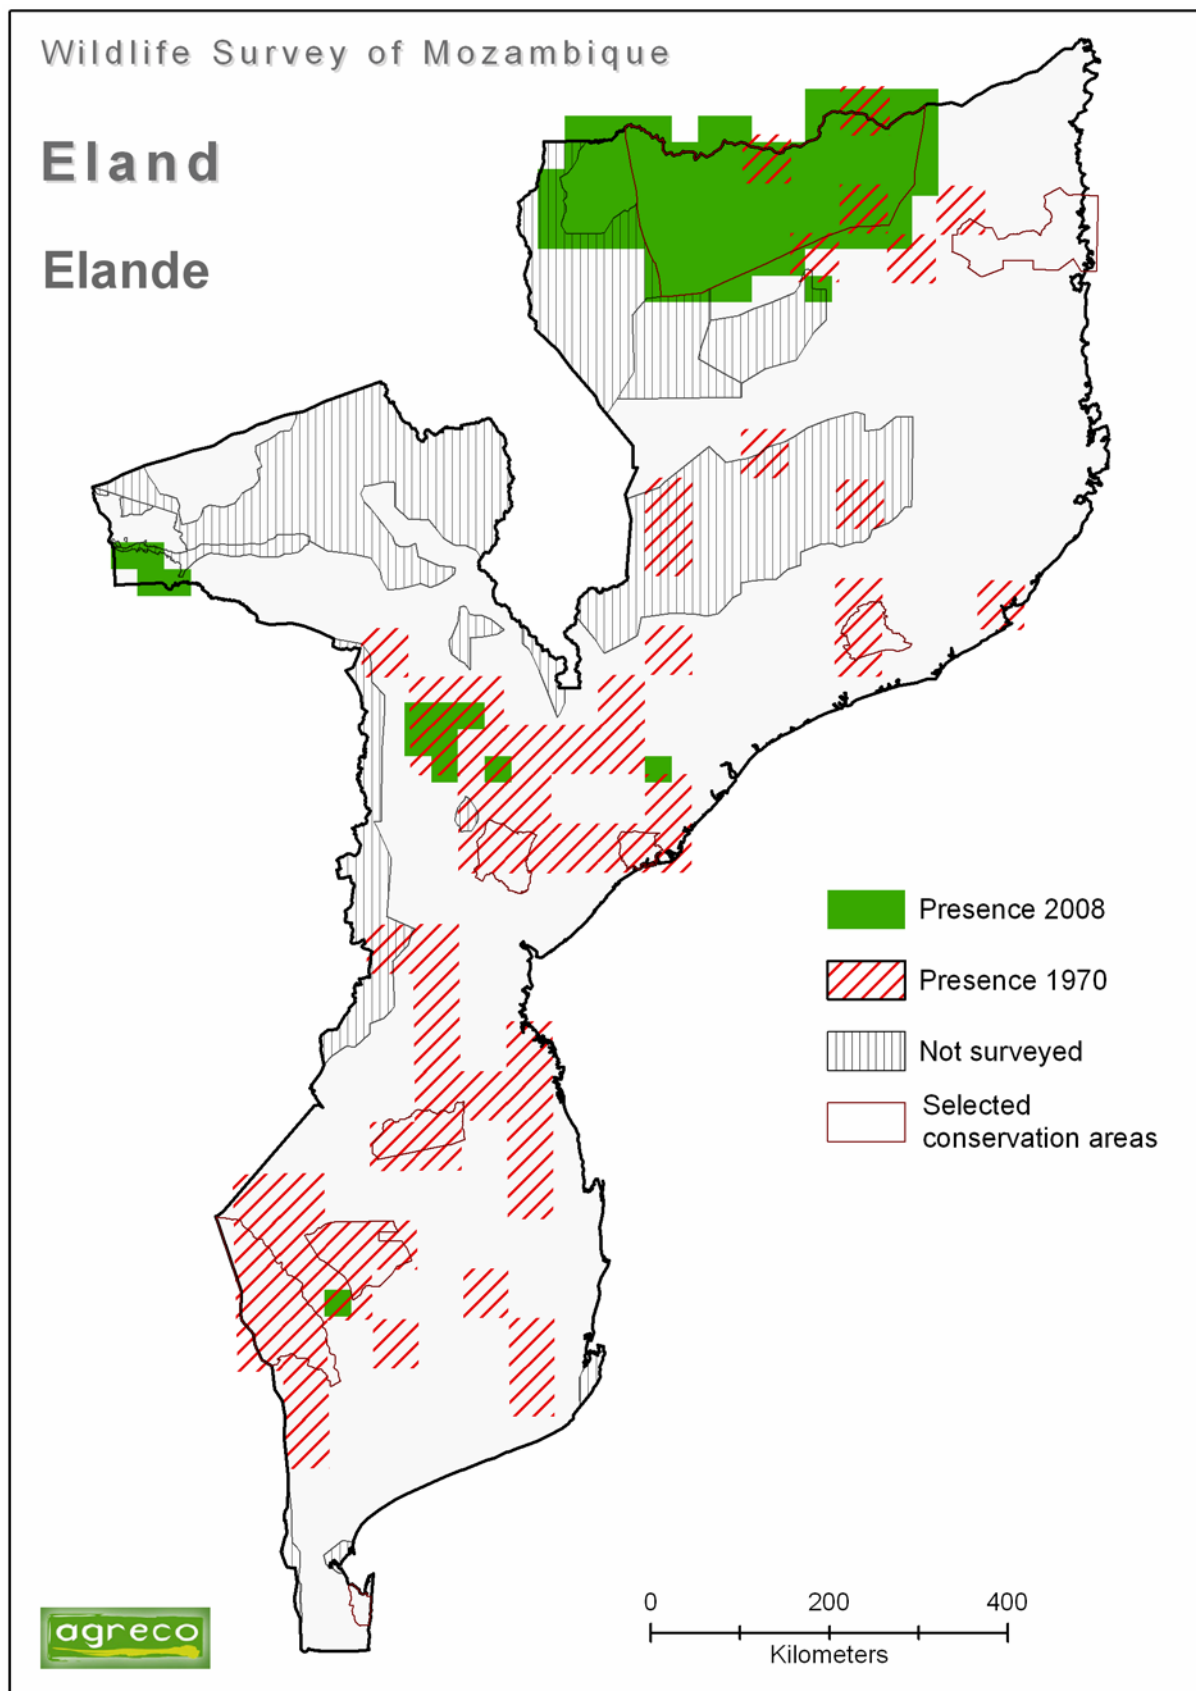 Wildlife Survey of Mozambique
Eland
Elande
Presence 2008
Presence 1970
Not surveyed
Selected
conservation areas
0 200 400
Kilometers
agreco